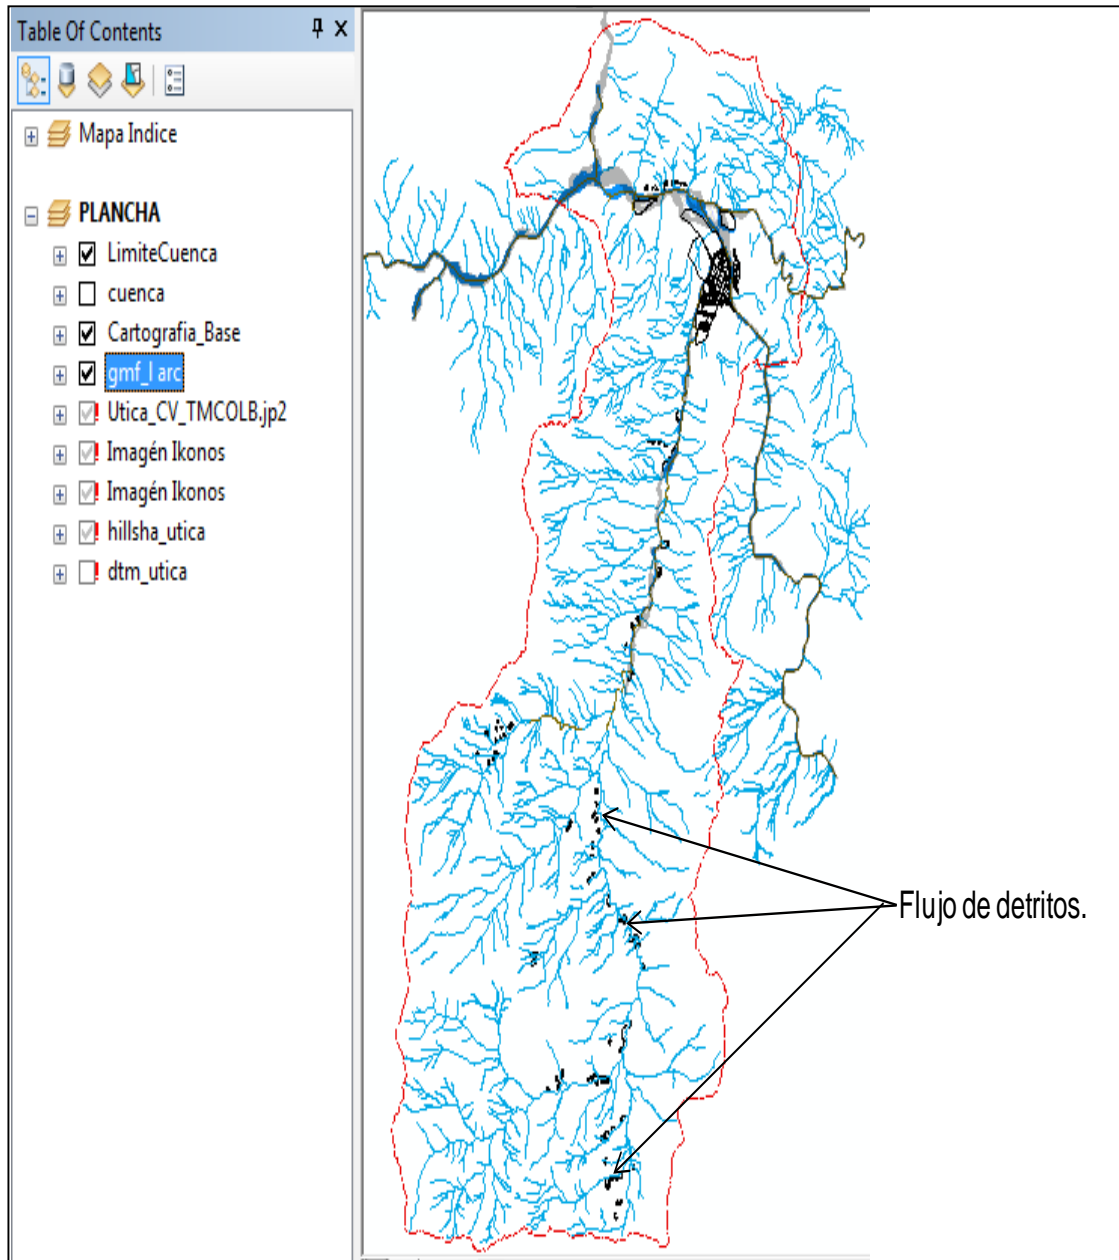 Table Of Contents
Mapa Indice
PLANCHA
LimiteCuenca
cuenca
Cartografia_Base
gmf_l arc
Utica_CV_TMCOLB.jp2
Imagén Ikonos
Imagén Ikonos
hillsha_utica
dtm_utica
Flujo de detritos.